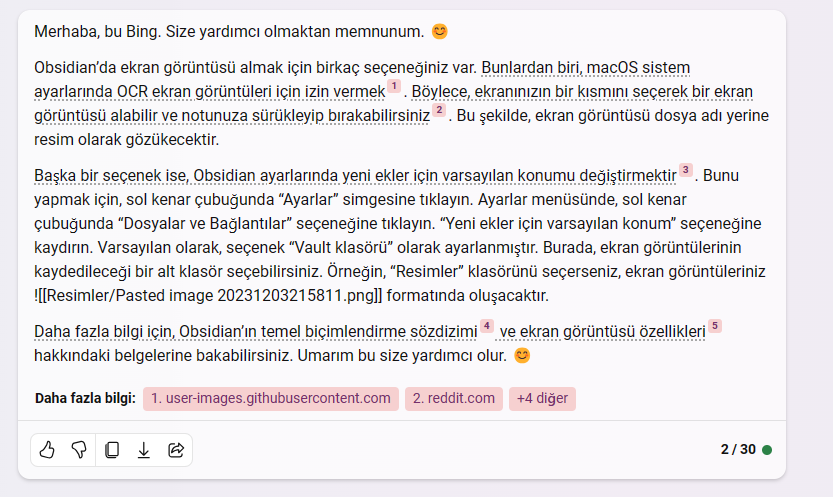 Merhaba, bu Bing. Size yardımcı olmaktan memnunum. 😊
Obsidian’da ekran görüntüsü almak için birkaç seçeneğiniz var. Bunlardan biri, macOS sistem
ayarlarında OCR ekran görüntüleri için izin vermek 1 . Böylece, ekranınızın bir kısmını seçerek bir ekran
görüntüsü alabilir ve notunuza sürükleyip bırakabilirsiniz 2 . Bu şekilde, ekran görüntüsü dosya adı yerine
resim olarak gözükecektir.
Başka bir seçenek ise, Obsidian ayarlarında yeni ekler için varsayılan konumu değiştirmektir 3 . Bunu
yapmak için, sol kenar çubuğunda “Ayarlar” simgesine tıklayın. Ayarlar menüsünde, sol kenar
çubuğunda “Dosyalar ve Bağlantılar” seçeneğine tıklayın. “Yeni ekler için varsayılan konum” seçeneğine
kaydırın. Varsayılan olarak, seçenek “Vault klasörü” olarak ayarlanmıştır. Burada, ekran görüntülerinin
kaydedileceği bir alt klasör seçebilirsiniz. Örneğin, “Resimler” klasörünü seçerseniz, ekran görüntüleriniz
![[Resimler/Pasted image 20231203215811.png]] formatında oluşacaktır.
Daha fazla bilgi için, Obsidian’ın temel biçimlendirme sözdizimi 4 ve ekran görüntüsü özellikleri 5
hakkındaki belgelerine bakabilirsiniz. Umarım bu size yardımcı olur. 😊
Daha fazla bilgi: 1. user-images.githubusercontent.com 2. reddit.com +4 diğer
2 / 30